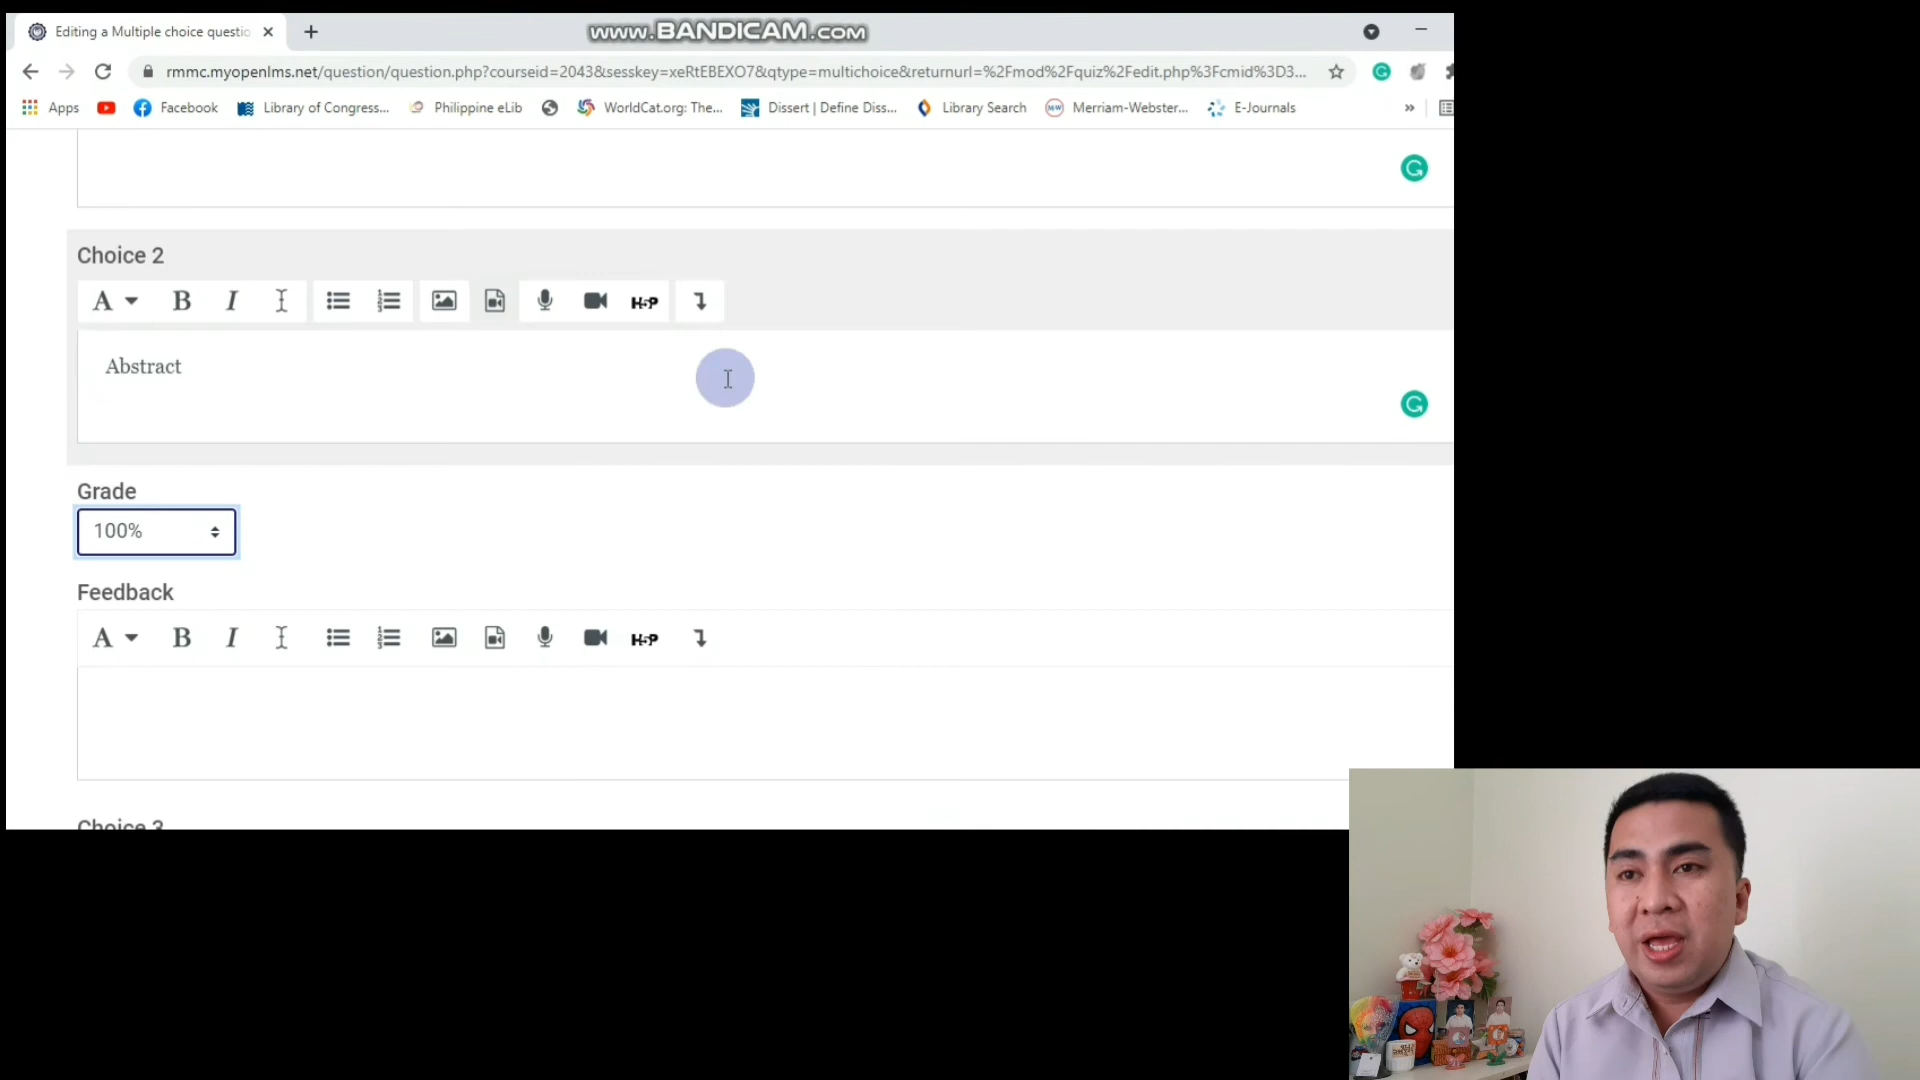 Editing a Multiple choice questio
www.BANDICAM.com
rmmc.myopenlms.net/question/question.php?courseid=2043&sesskey=xeRtEBEXO7&qtype=multichoice&returnurl=%2Fmod%2Fquiz%2Fedit.php%3Fcmid%3D3...
Apps Facebook Library of Congress... Philippine eLib WorldCat.org: The... Dissert | Define Diss... Library Search Merriam-Webster... E-Journals
Choice 2
A B I H5P
Abstract
Grade
100%
Feedback
A B I H5P
Choice 3